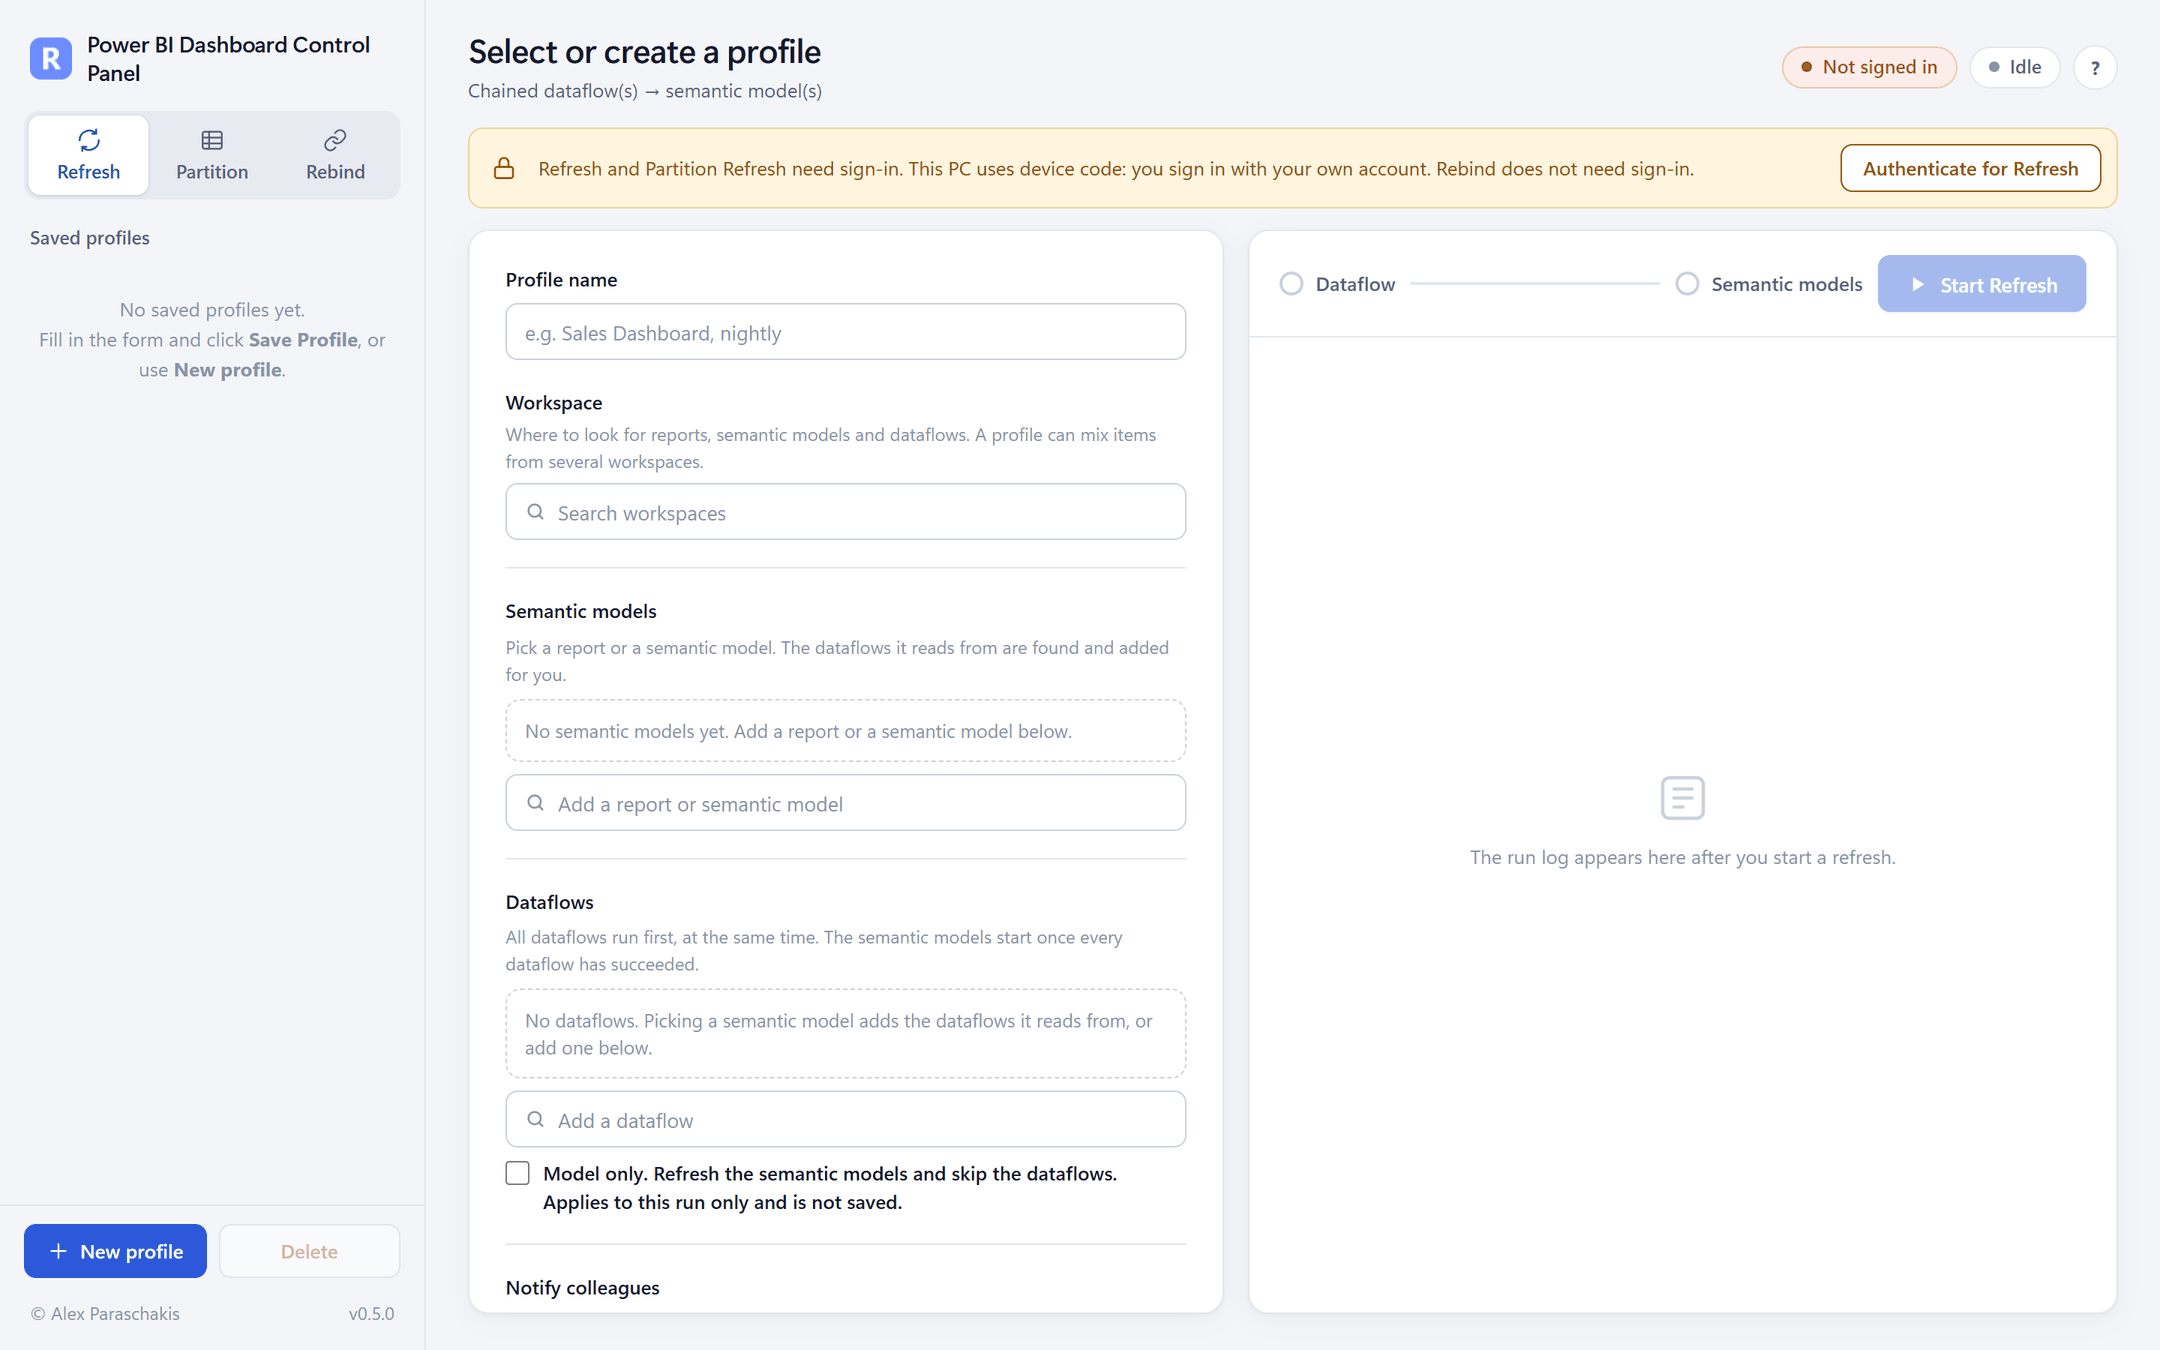 R
Power BI Dashboard Control
Panel
Refresh
Partition
Rebind
Saved profiles
No saved profiles yet.
Fill in the form and click Save Profile, or
use New profile.
New profile
Delete
© Alex Paraschakis
v0.5.0
Select or create a profile
Chained dataflow(s) → semantic model(s)
Not signed in
Idle
?
Refresh and Partition Refresh need sign-in. This PC uses device code: you sign in with your own account. Rebind does not need sign-in.
Authenticate for Refresh
Profile name
e.g. Sales Dashboard, nightly
Workspace
Where to look for reports, semantic models and dataflows. A profile can mix items
from several workspaces.
Search workspaces
Semantic models
Pick a report or a semantic model. The dataflows it reads from are found and added
for you.
No semantic models yet. Add a report or a semantic model below.
Add a report or semantic model
Dataflows
All dataflows run first, at the same time. The semantic models start once every
dataflow has succeeded.
No dataflows. Picking a semantic model adds the dataflows it reads from, or
add one below.
Add a dataflow
Model only. Refresh the semantic models and skip the dataflows.
Applies to this run only and is not saved.
Notify colleagues
Dataflow
Semantic models
Start Refresh
The run log appears here after you start a refresh.